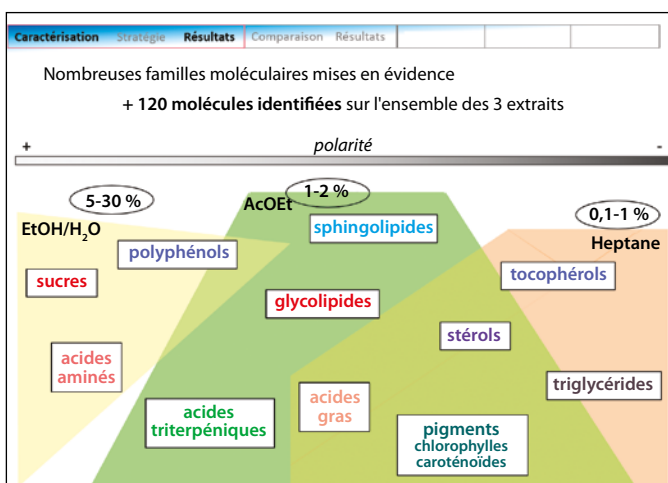 Caractérisation Stratégie Résultats Comparaison Résultats
Nombreuses familles moléculaires mises en évidence
+ 120 molécules identifiées sur l'ensemble des 3 extraits
+ polarité -
5-30 %
1-2 %
0,1-1 %
EtOH/H₂O
AcOEt
Heptane
sphingolipides
polyphénols
tocophérols
sucres
glycolipides
stérols
acides
aminés
triglycérides
acides
gras
acides
triterpéniques
pigments
chlorophylles
caroténoïdes